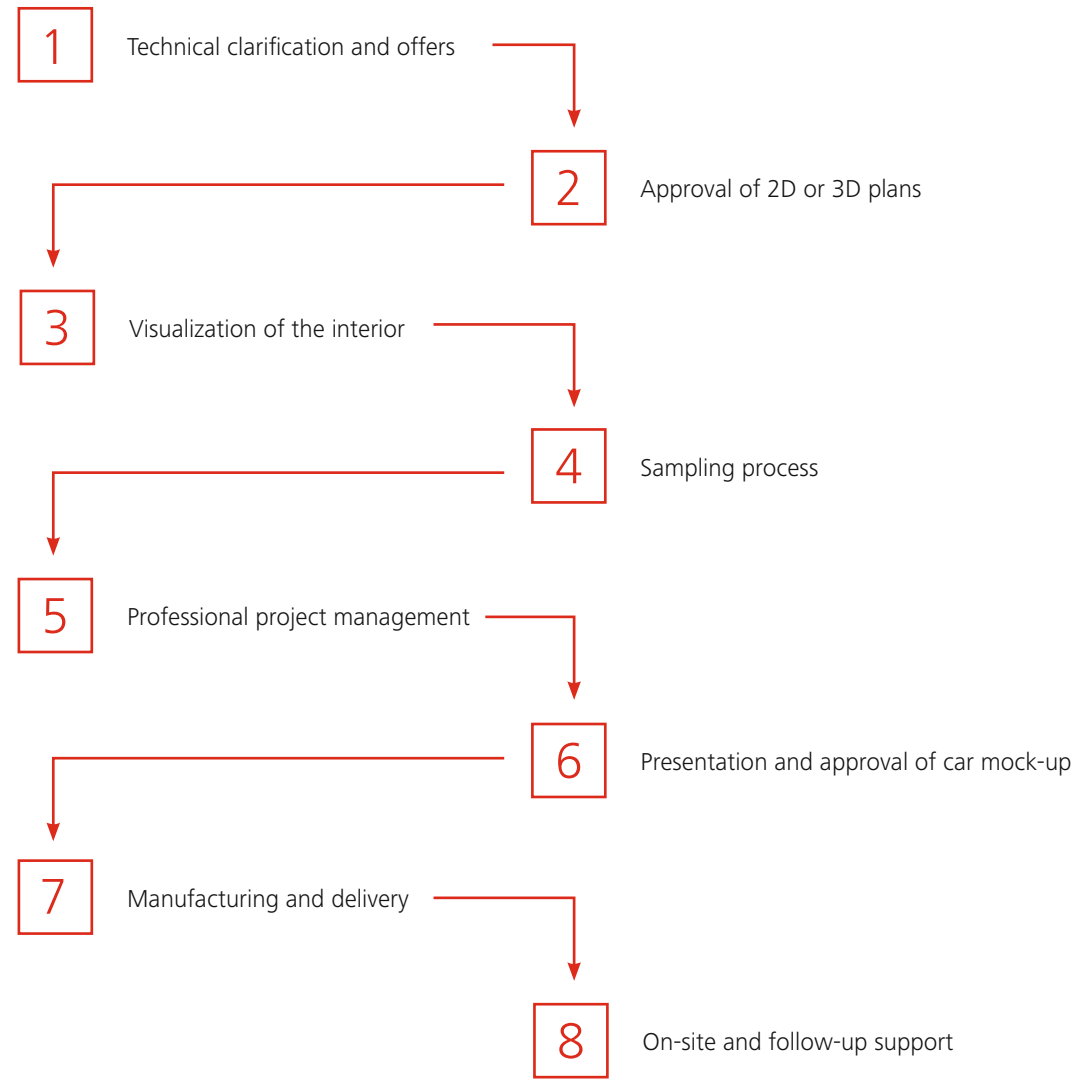 1 Technical clarification and offers
2 Approval of 2D or 3D plans
3 Visualization of the interior
4 Sampling process
5 Professional project management
6 Presentation and approval of car mock-up
7 Manufacturing and delivery
8 On-site and follow-up support